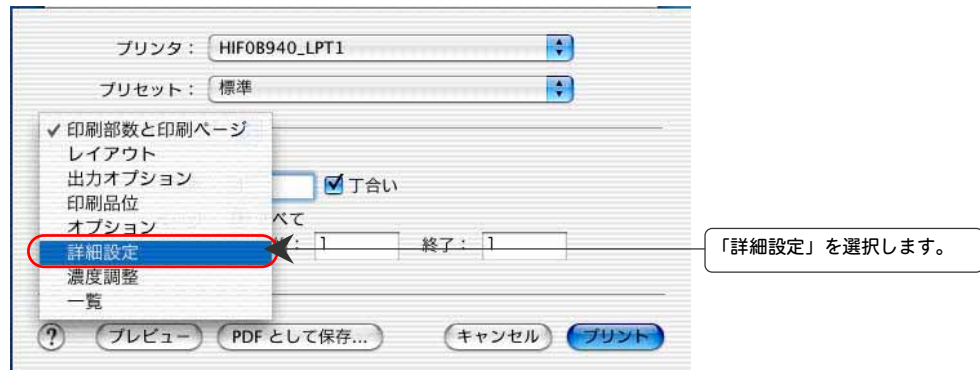 プリンタ： HIF0B940_LPT1
プリセット： 標準
✓ 印刷部数と印刷ページ
レイアウト
出力オプション
丁合い
印刷品位
オプション
べて
詳細設定
1 終了： 1
「詳細設定」を選択します。
濃度調整
一覧
? プレビュー PDF として保存... キャンセル プリント